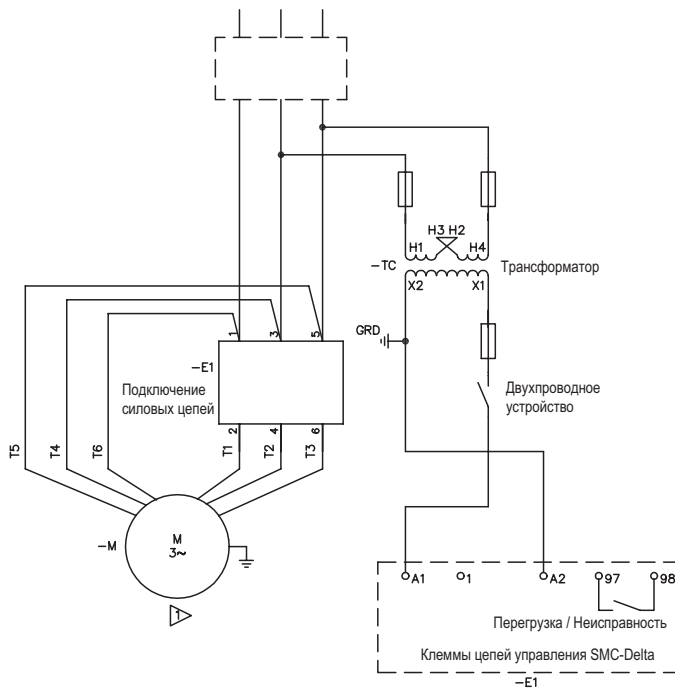 H3 H2
H1 H4
-TC Трансформатор
X2 X1
GRD
1 3 5
-E1
Подключение
силовых цепей
Двухпроводное
устройство
2 4 6
T5 T4 T6 T1 T2 T3
-M
M
3~
1
A1 1 A2 97 98
Перегрузка / Неисправность
Клеммы цепей управления SMC-Delta
-E1